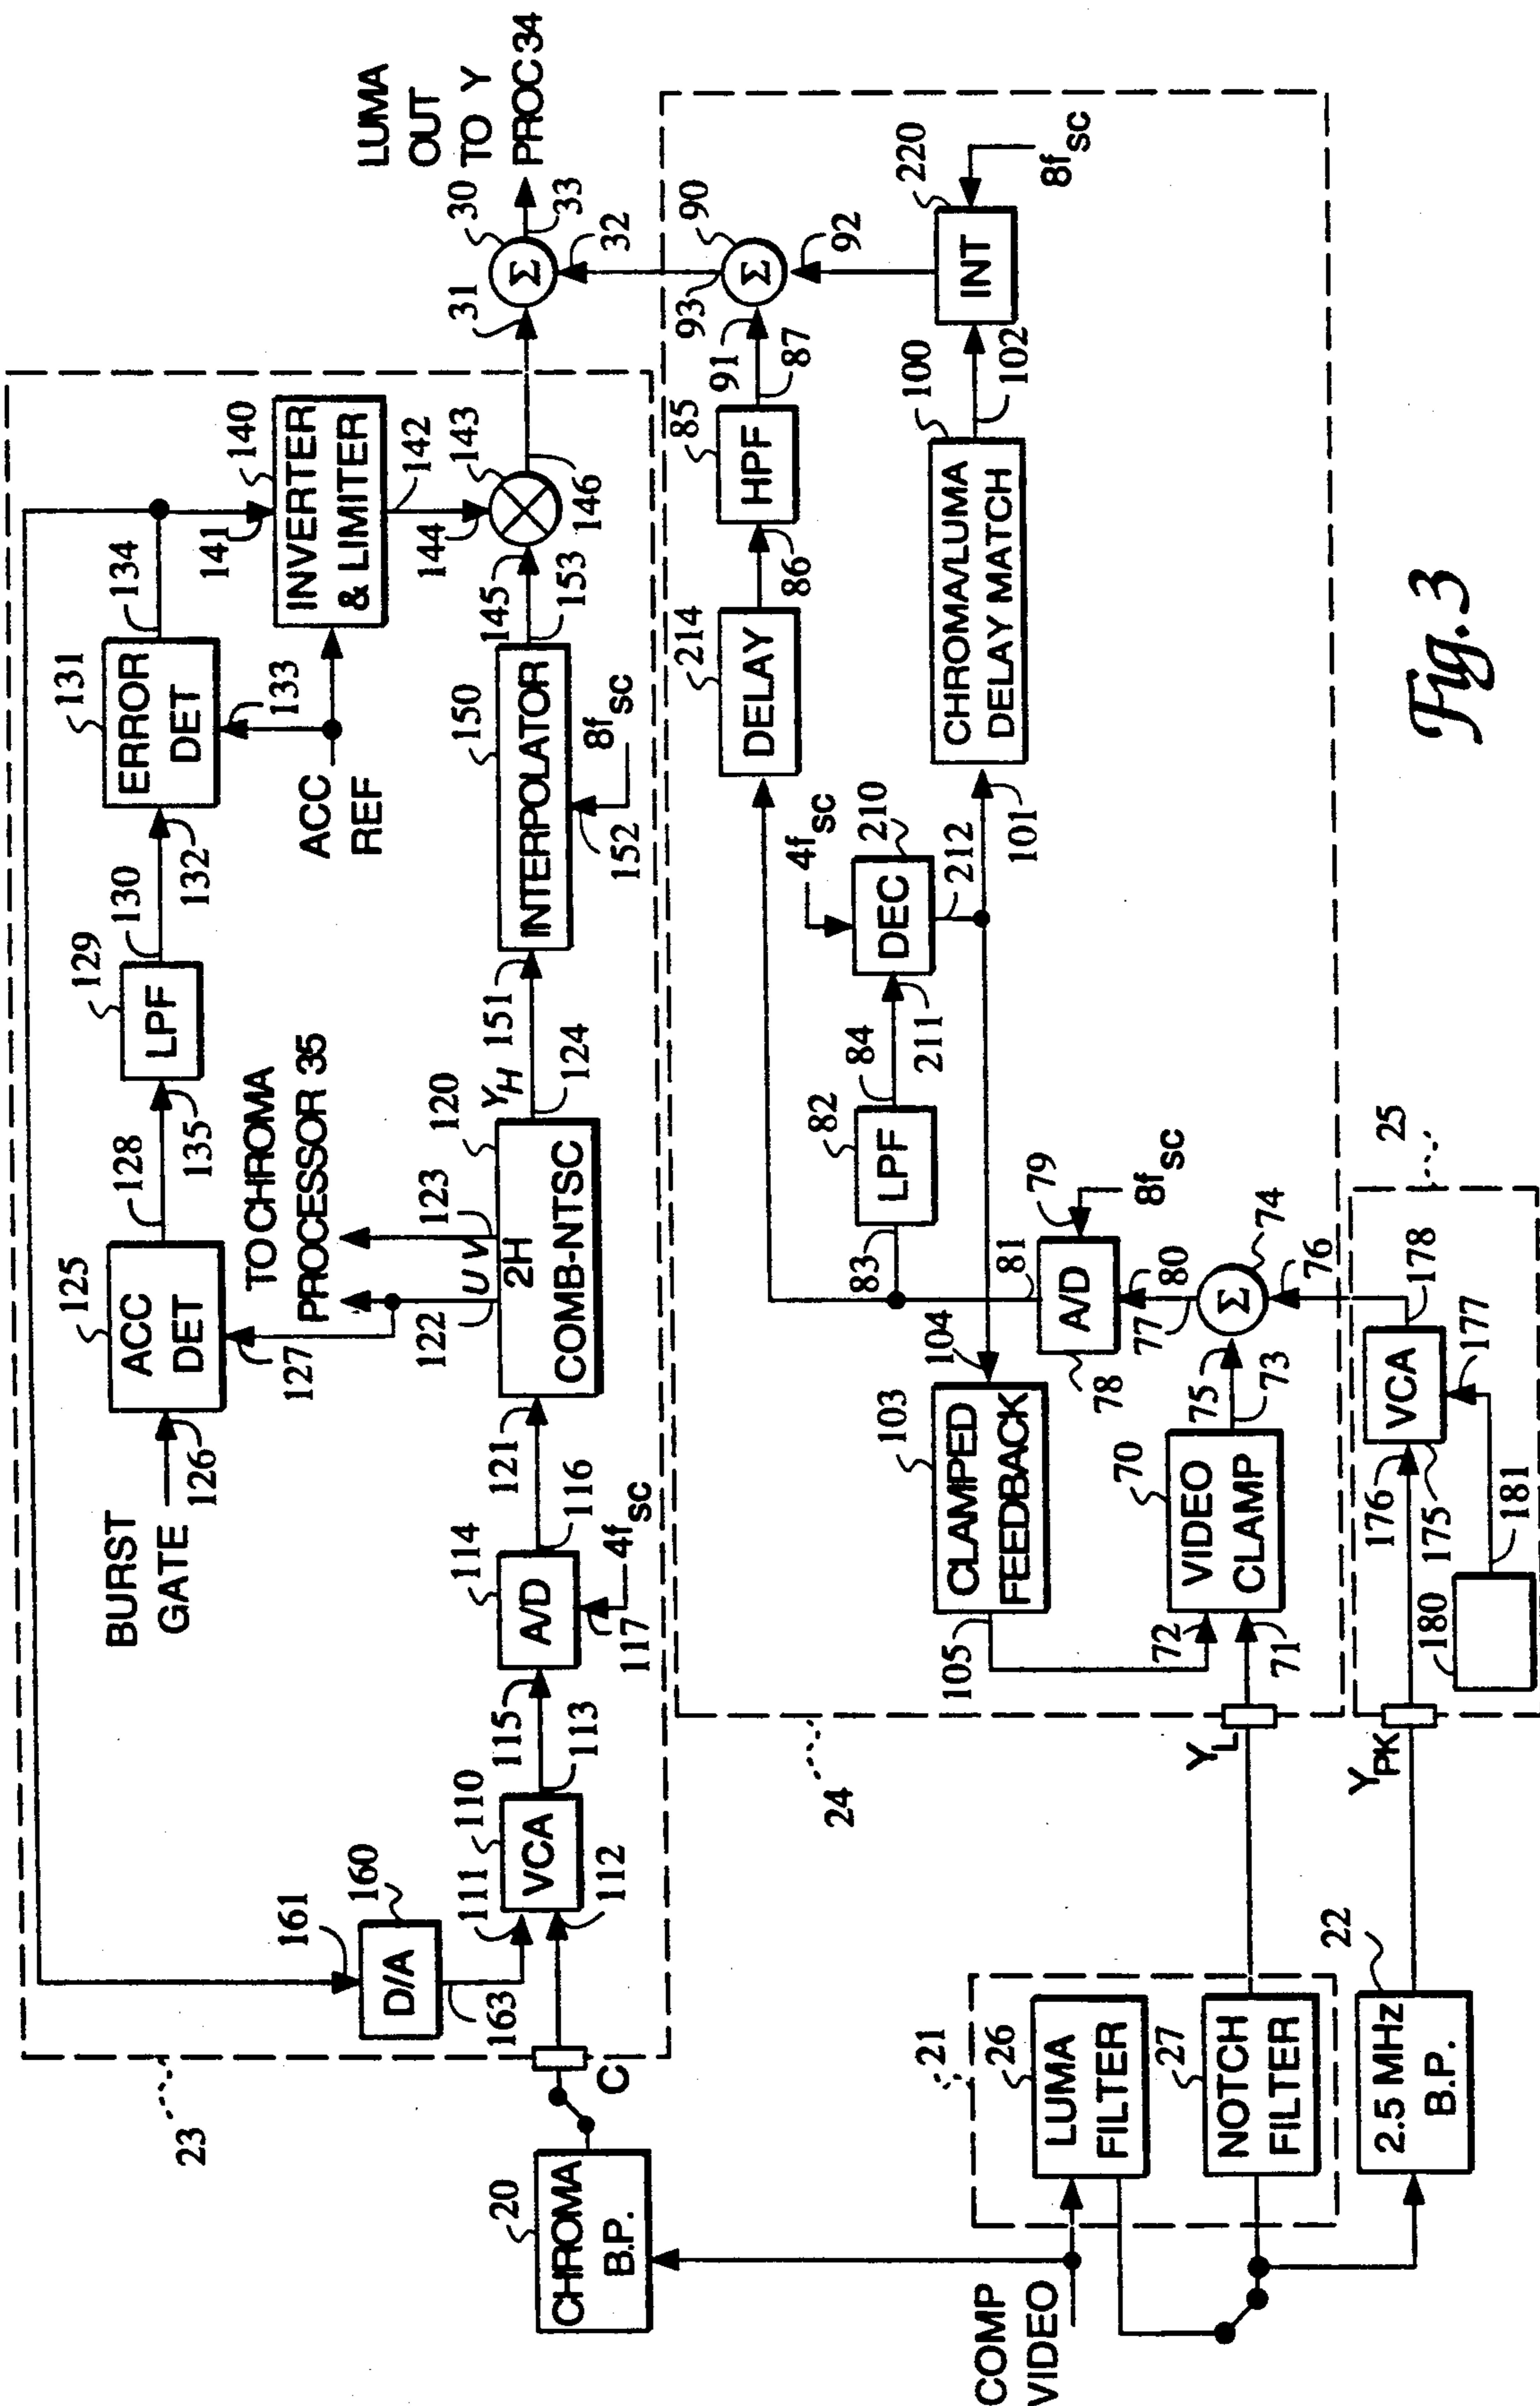 23
161
160
D/A
163
111
110
VCA
112
115
113
114
A/D
117
4fsc
116
121
BURST
GATE
126
125
ACC
DET
127
128
135
129
LPF
130
132
131
ERROR
DET
133
134
ACC
REF
141
140
INVERTER
& LIMITER
142
144
143
146
145
153
150
INTERPOLATOR
152
8fsc
151
124
YH
120
2H
COMB-NTSC
122
U
V
123
TO CHROMA
PROCESSOR 35
31
30
33
Σ
32
LUMA
OUT
TO Y
PROC 34
20
CHROMA
B.P.
C
COMP
VIDEO
21
26
LUMA
FILTER
27
NOTCH
FILTER
22
2.5 MHz
B.P.
24
YL
YPK
105
103
CLAMPED
FEEDBACK
104
72
71
70
VIDEO
CLAMP
75
73
74
Σ
76
77
80
78
A/D
79
8fsc
81
83
82
LPF
84
211
4fsc
210
DEC
212
101
214
DELAY
86
85
HPF
87
91
93
90
Σ
92
100
CHROMA/LUMA
DELAY MATCH
102
220
INT
8fsc
25
176
175
VCA
177
178
180
181
Fig. 3